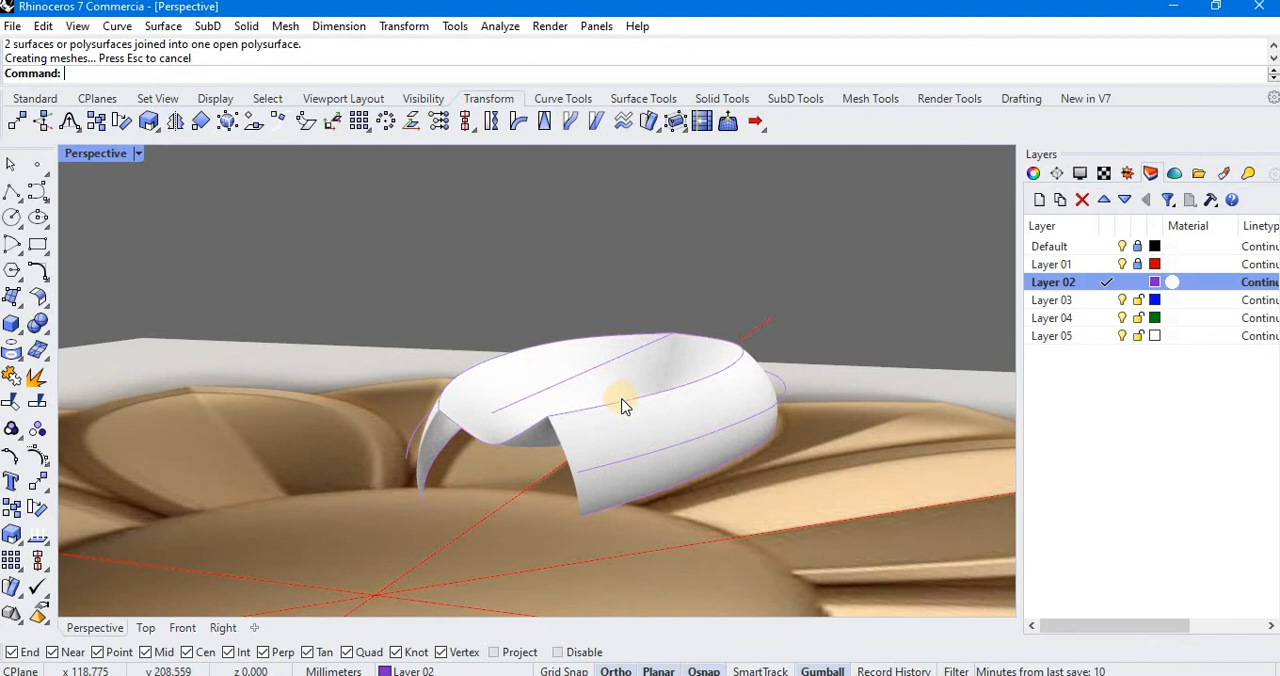 Rhinoceros 7 Commercia - [Perspective]
File Edit View Curve Surface SubD Solid Mesh Dimension Transform Tools Analyze Render Panels Help
2 surfaces or polysurfaces joined into one open polysurface.
Creating meshes... Press Esc to cancel
Command:
Standard CPlanes Set View Display Select Viewport Layout Visibility Transform Curve Tools Surface Tools Solid Tools SubD Tools Mesh Tools Render Tools Drafting New in V7
Perspective
Layers
Layer Material Linetyp
Default Continu
Layer 01 Continu
Layer 02 Continu
Layer 03 Continu
Layer 04 Continu
Layer 05 Continu
Perspective Top Front Right
End Near Point Mid Cen Int Perp Tan Quad Knot Vertex Project Disable
CPlane x 118.775 y 208.559 z 0.000 Millimeters Layer 02 Grid Snap Ortho Planar Osnap SmartTrack Gumball Record History Filter Minutes from last save: 10